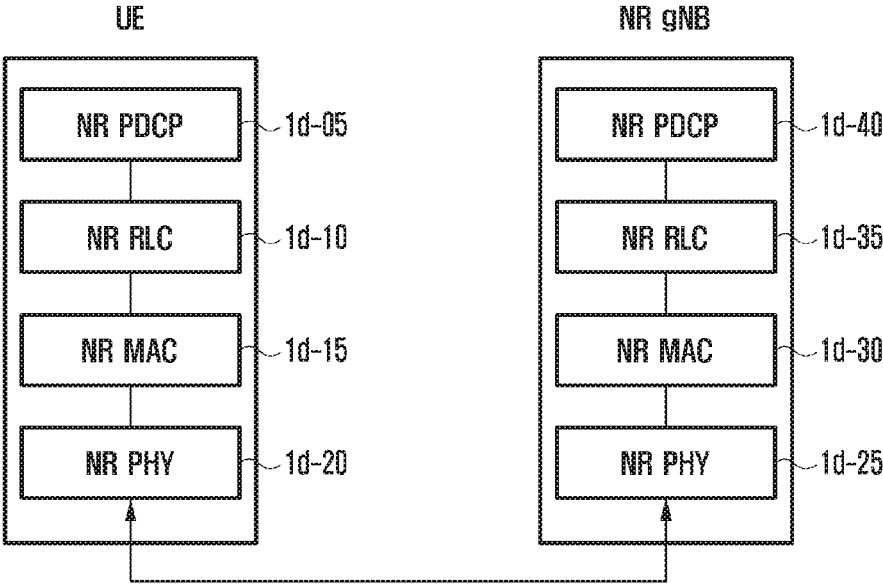 UE
NR gNB
NR PDCP 1d-05
NR PDCP 1d-40
NR RLC 1d-10
NR RLC 1d-35
NR MAC 1d-15
NR MAC 1d-30
NR PHY 1d-20
NR PHY 1d-25